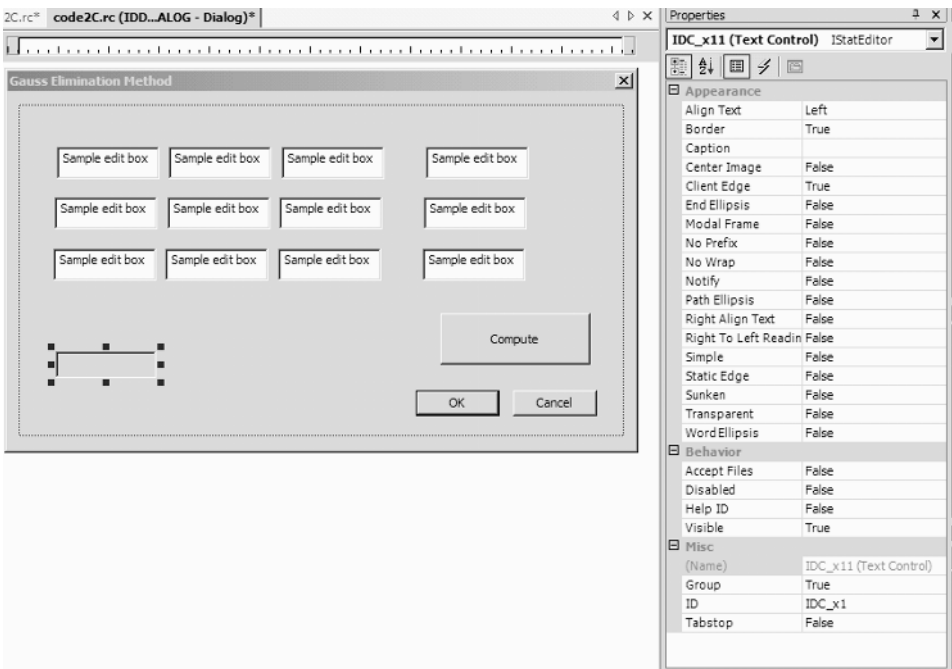 2C.rc* code2C.rc (IDD...ALOG - Dialog)*
Gauss Elimination Method
Sample edit box Sample edit box Sample edit box Sample edit box
Sample edit box Sample edit box Sample edit box Sample edit box
Sample edit box Sample edit box Sample edit box Sample edit box
Compute
OK Cancel
Properties
IDC_x11 (Text Control) IStatEditor
Appearance
Align Text Left
Border True
Caption
Center Image False
Client Edge True
End Ellipsis False
Modal Frame False
No Prefix False
No Wrap False
Notify False
Path Ellipsis False
Right Align Text False
Right To Left Readin False
Simple False
Static Edge False
Sunken False
Transparent False
WordEllipsis False
Behavior
Accept Files False
Disabled False
Help ID False
Visible True
Misc
(Name) IDC_x11 (Text Control)
Group True
ID IDC_x1
Tabstop False